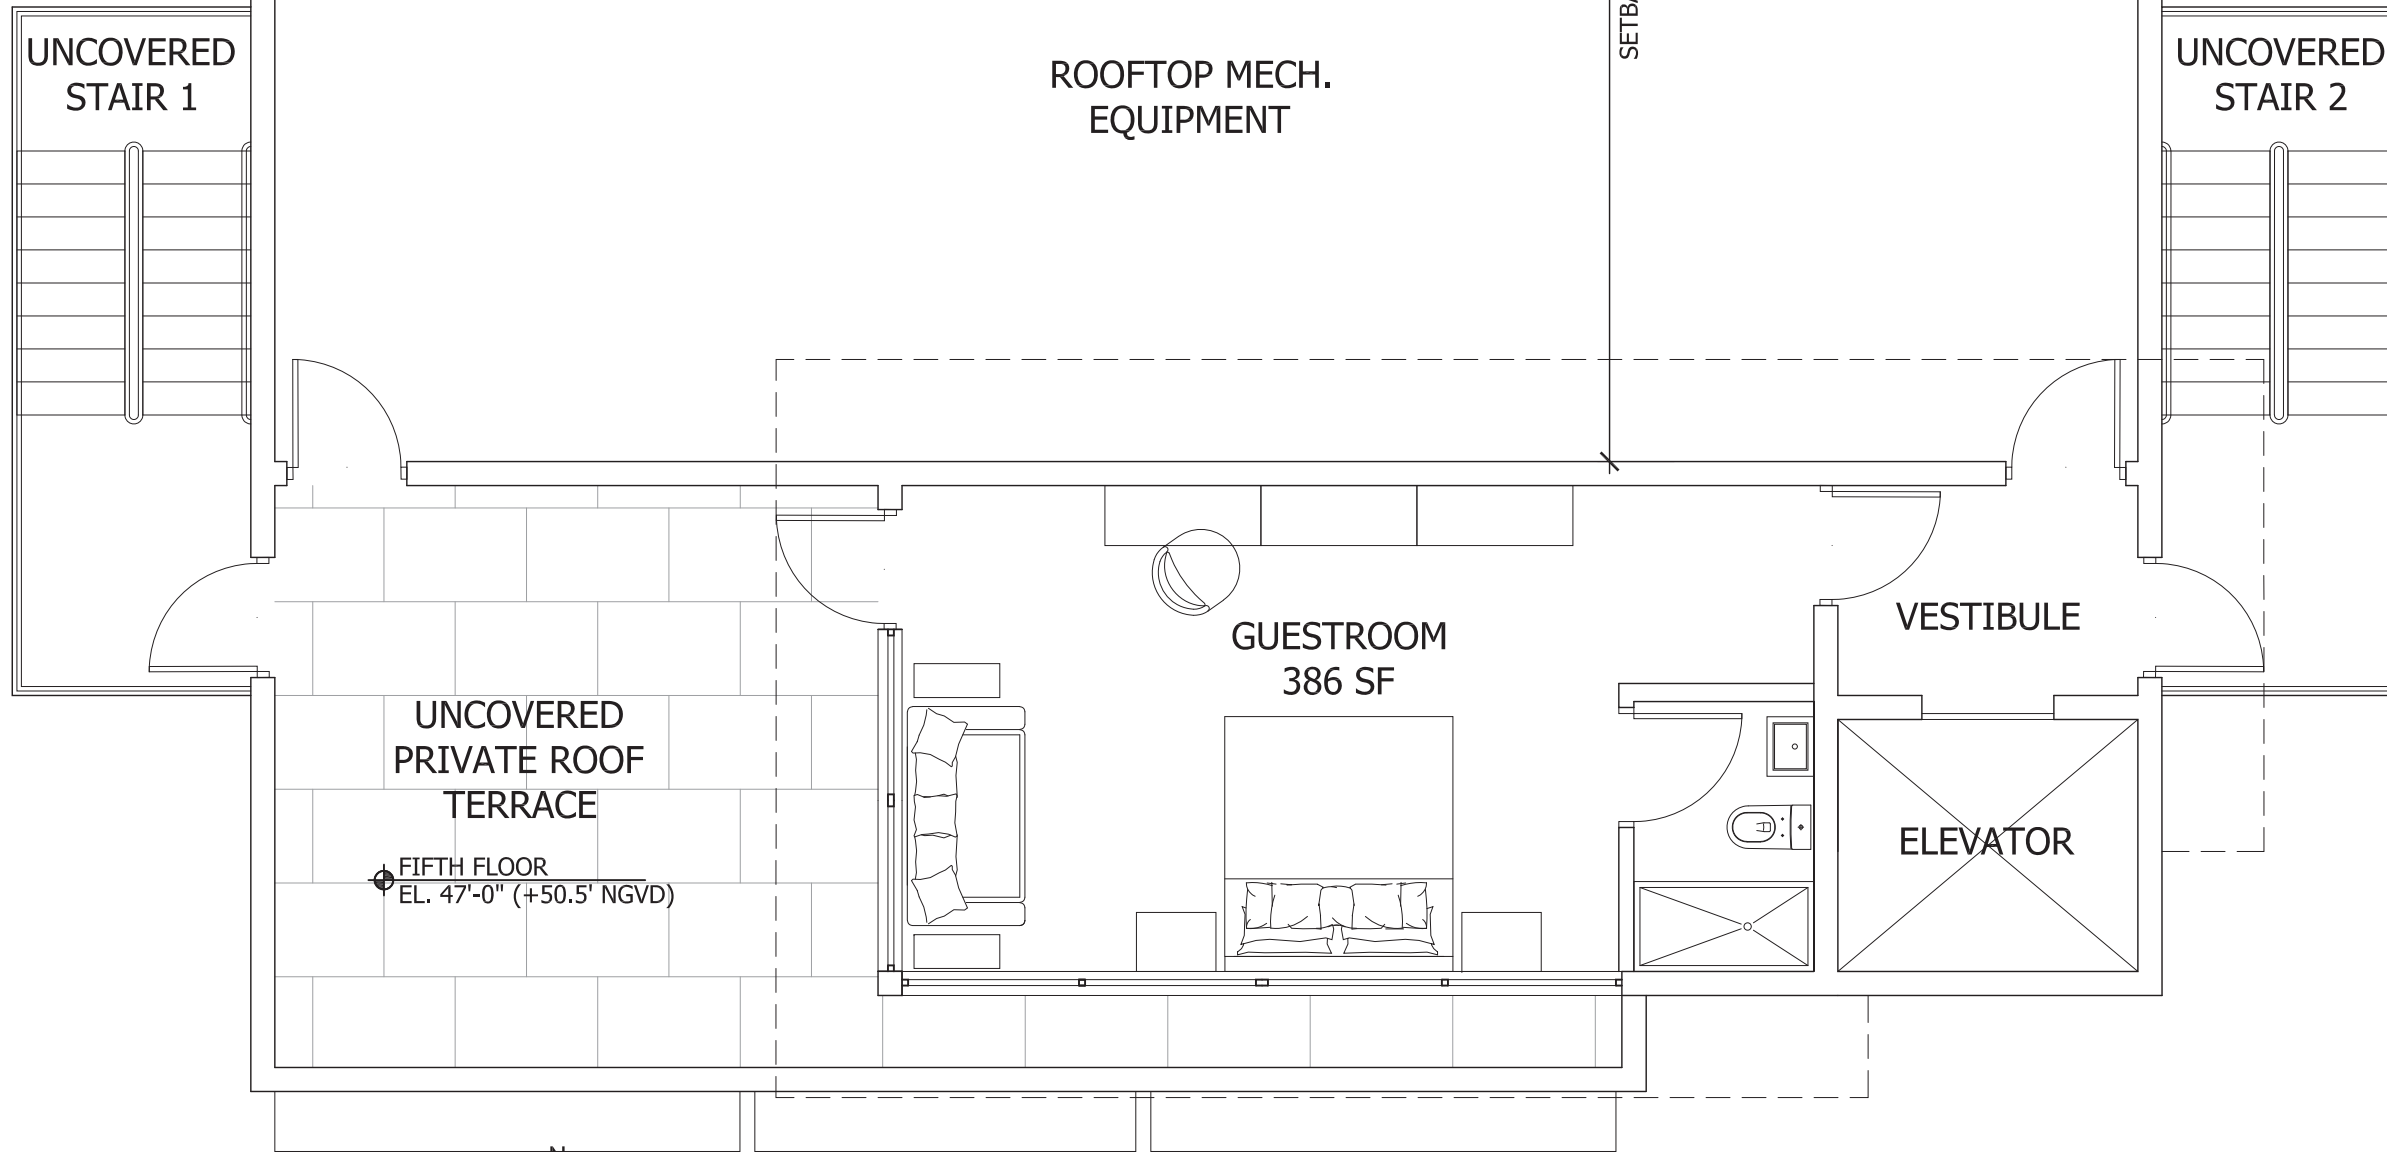 UNCOVERED
STAIR 1
ROOFTOP MECH.
EQUIPMENT
UNCOVERED
STAIR 2
GUESTROOM
386 SF
VESTIBULE
UNCOVERED
PRIVATE ROOF
TERRACE
FIFTH FLOOR
EL. 47'-0" (+50.5' NGVD)
ELEVATOR